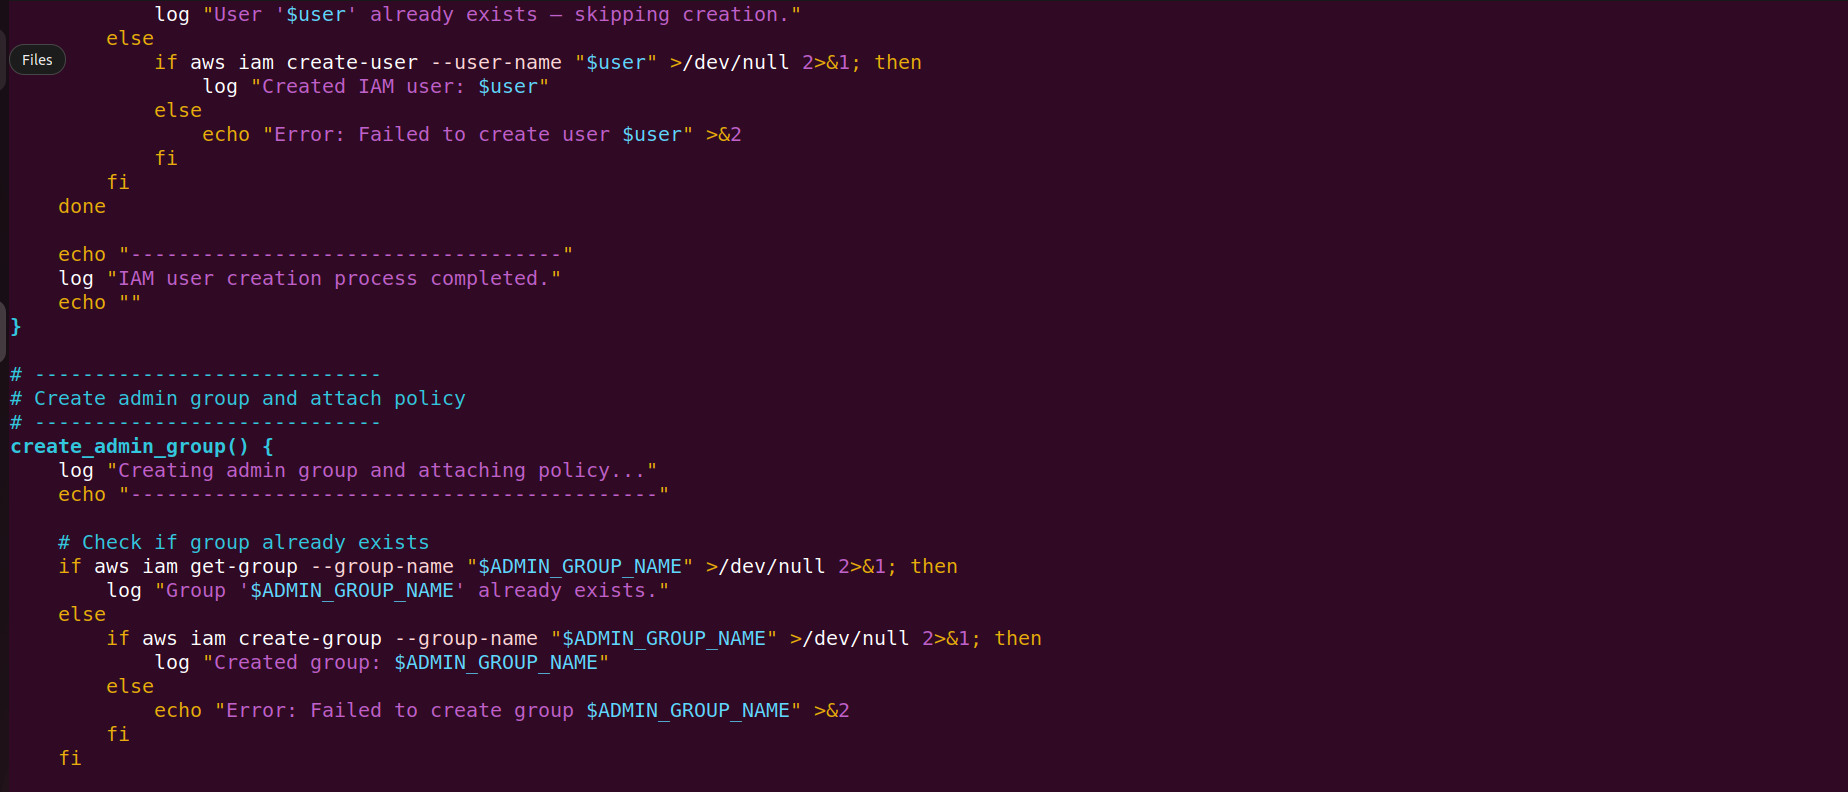 log "User '$user' already exists — skipping creation."
        else
Files
            if aws iam create-user --user-name "$user" >/dev/null 2>&1; then
                log "Created IAM user: $user"
            else
                echo "Error: Failed to create user $user" >&2
            fi
        fi
    done

    echo "------------------------------------"
    log "IAM user creation process completed."
    echo ""
}

# -----------------------------
# Create admin group and attach policy
# -----------------------------
create_admin_group() {
    log "Creating admin group and attaching policy..."
    echo "--------------------------------------------"

    # Check if group already exists
    if aws iam get-group --group-name "$ADMIN_GROUP_NAME" >/dev/null 2>&1; then
        log "Group '$ADMIN_GROUP_NAME' already exists."
    else
        if aws iam create-group --group-name "$ADMIN_GROUP_NAME" >/dev/null 2>&1; then
            log "Created group: $ADMIN_GROUP_NAME"
        else
            echo "Error: Failed to create group $ADMIN_GROUP_NAME" >&2
        fi
    fi